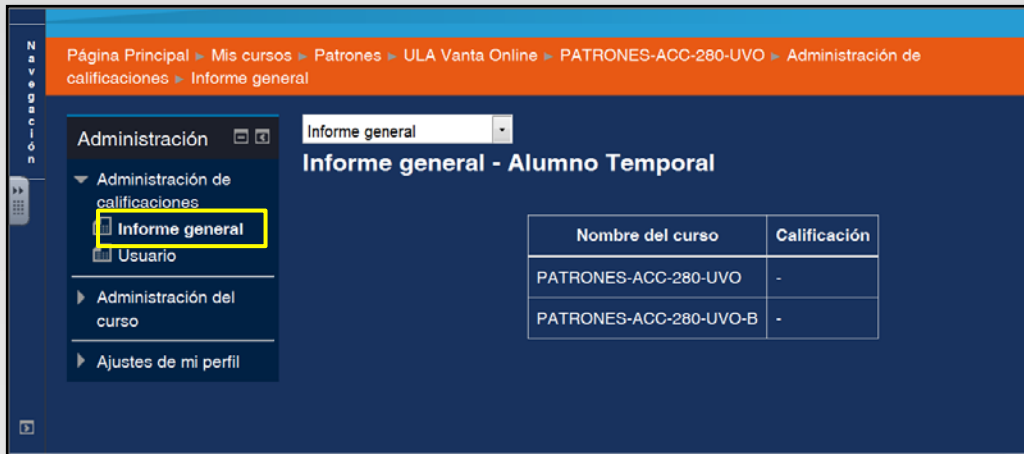 Navegación
Página Principal ► Mis cursos ► Patrones ► ULA Vanta Online ► PATRONES-ACC-280-UVO ► Administración de
calificaciones ► Informe general
Administración
Administración de
calificaciones
Informe general
Usuario
Administración del
curso
Ajustes de mi perfil
Informe general
Informe general - Alumno Temporal
Nombre del curso Calificación
PATRONES-ACC-280-UVO -
PATRONES-ACC-280-UVO-B -